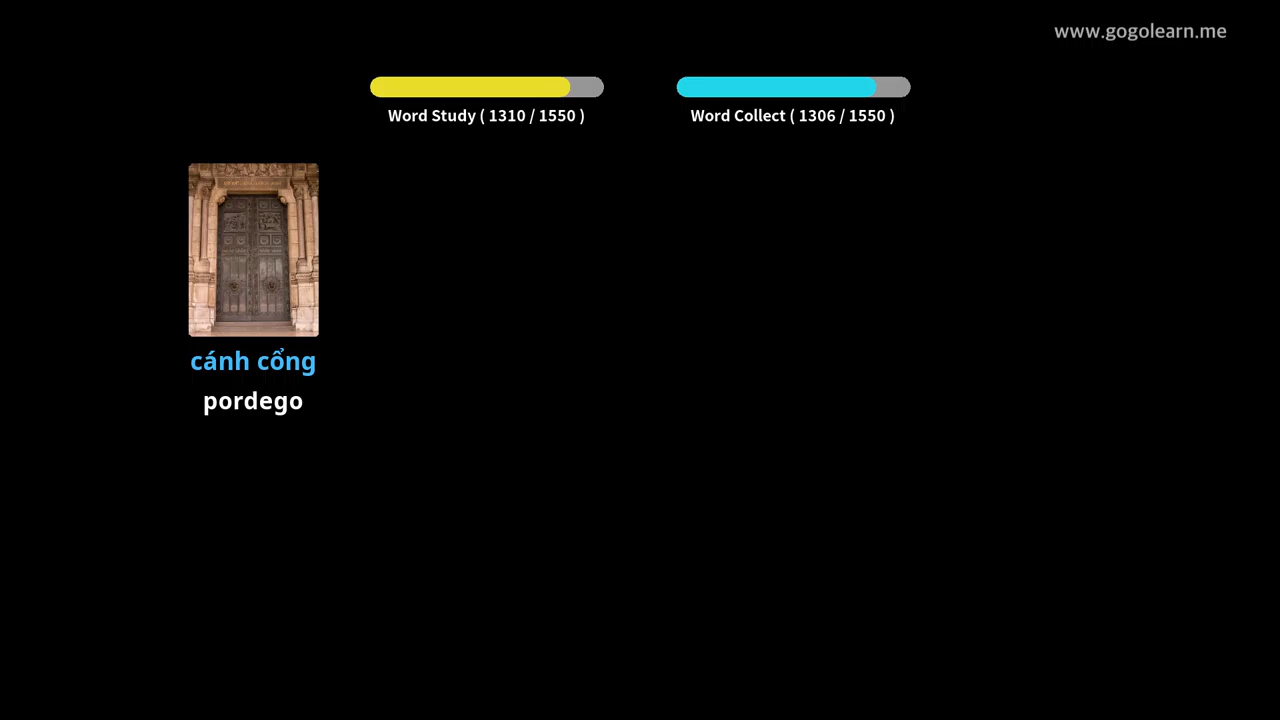 www.gogolearn.me
Word Study ( 1310 / 1550 )
Word Collect ( 1306 / 1550 )
cánh cổng
pordego